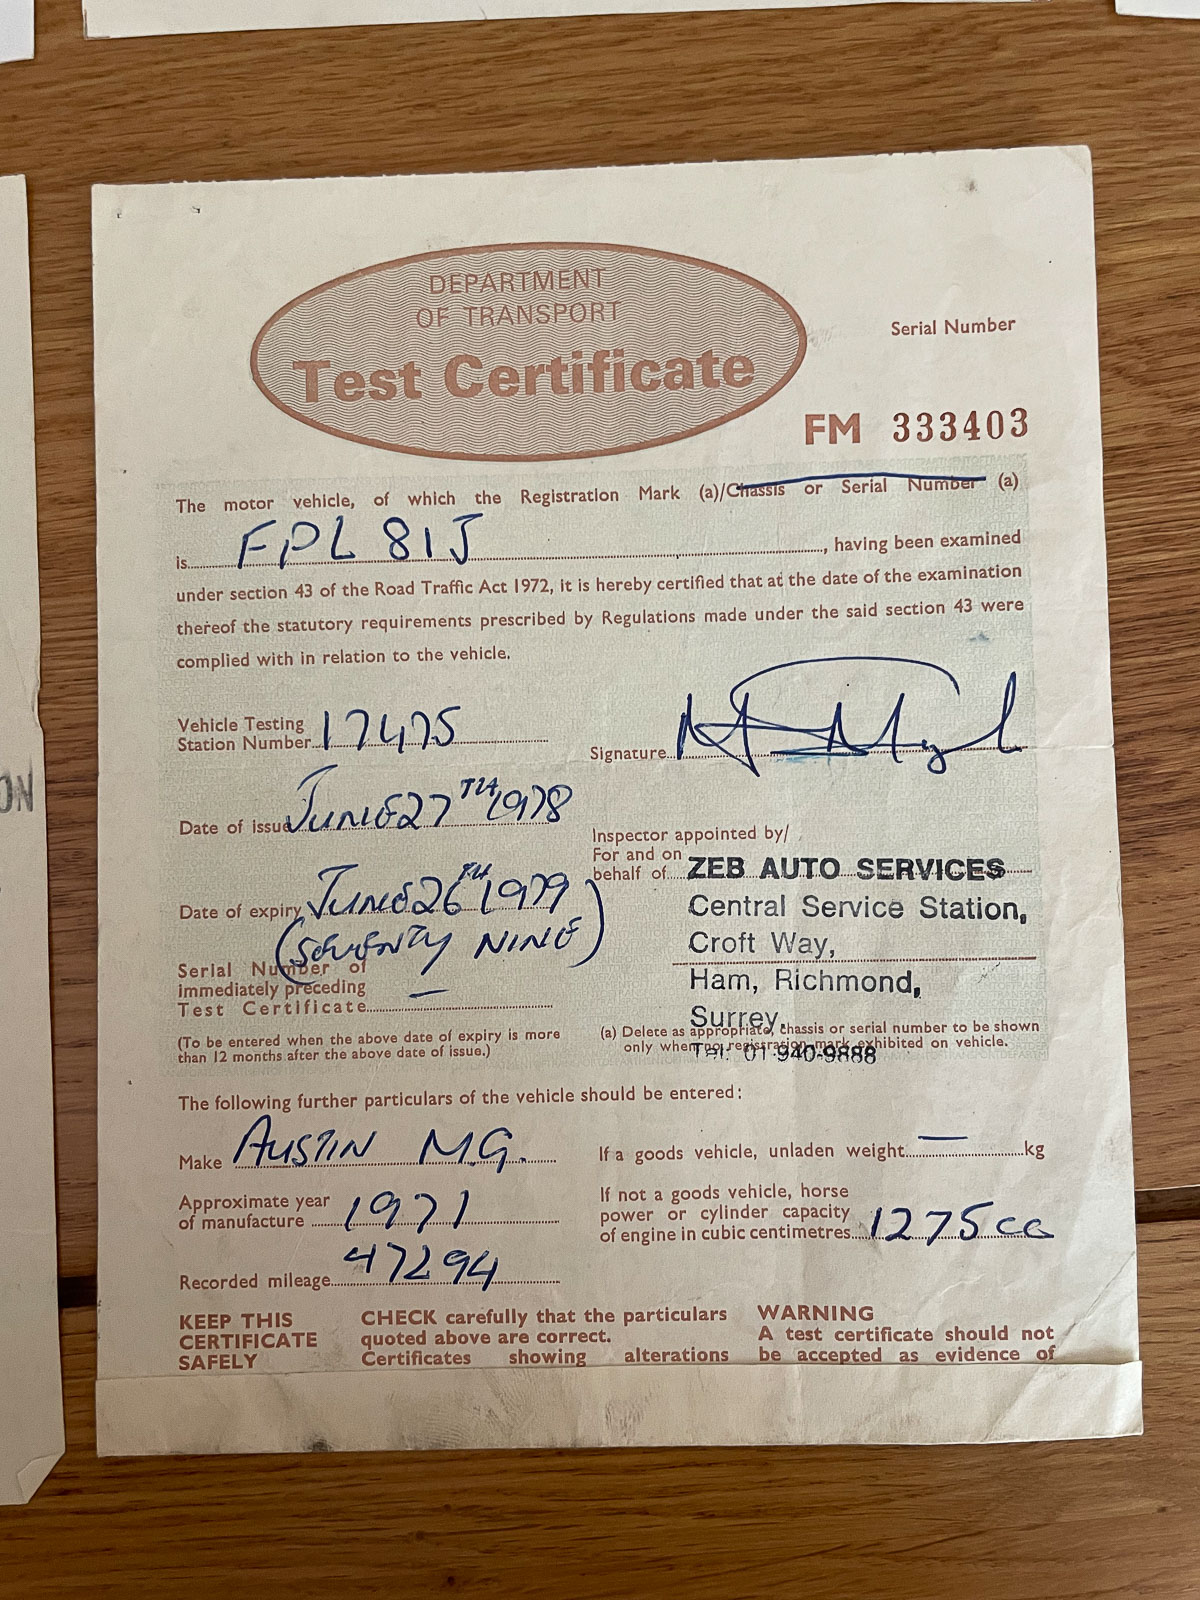 DEPARTMENT
OF TRANSPORT
Test Certificate
Serial Number
FM 333403
The motor vehicle, of which the Registration Mark (a)/Chassis or Serial Number (a)
is FPL 81J, having been examined
under section 43 of the Road Traffic Act 1972, it is hereby certified that at the date of the examination
thereof the statutory requirements prescribed by Regulations made under the said section 43 were
complied with in relation to the vehicle.
Vehicle Testing
Station Number 17475
Signature
Date of issue JUNE 27TH 1978
Inspector appointed by/
For and on
behalf of ZEB AUTO SERVICES
Central Service Station,
Croft Way,
Ham, Richmond,
Surrey
Tel: 01-940-9888
Date of expiry JUNE 26TH 1979
(SEVENTY NINE)
Serial Number of
immediately preceding
Test Certificate —
(To be entered when the above date of expiry is more
than 12 months after the above date of issue.)
(a) Delete as appropriate, chassis or serial number to be shown
only when no registration mark exhibited on vehicle.
The following further particulars of the vehicle should be entered:
Make AUSTIN M.G.
If a goods vehicle, unladen weight — kg
Approximate year
of manufacture 1971
If not a goods vehicle, horse
power or cylinder capacity
of engine in cubic centimetres 1275cc
Recorded mileage 47294
KEEP THIS
CERTIFICATE
SAFELY
CHECK carefully that the particulars
quoted above are correct.
Certificates showing alterations
WARNING
A test certificate should not
be accepted as evidence of
ON